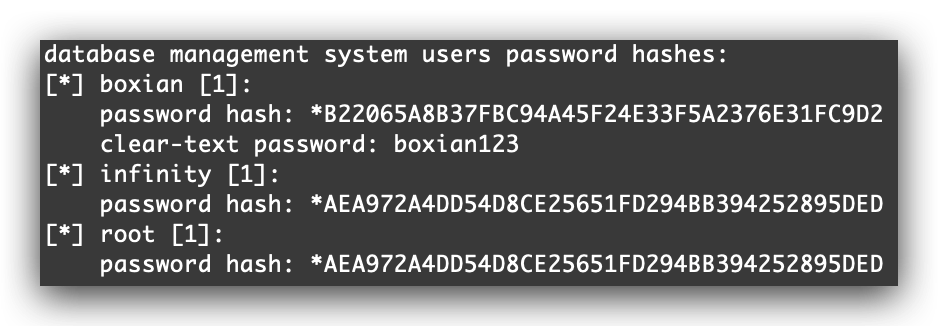 database management system users password hashes:
[*] boxian [1]:
password hash: *B22065A8B37FBC94A45F24E33F5A2376E31FC9D2
clear-text password: boxian123
[*] infinity [1]:
password hash: *AEA972A4DD54D8CE25651FD294BB394252895DED
[*] root [1]:
password hash: *AEA972A4DD54D8CE25651FD294BB394252895DED